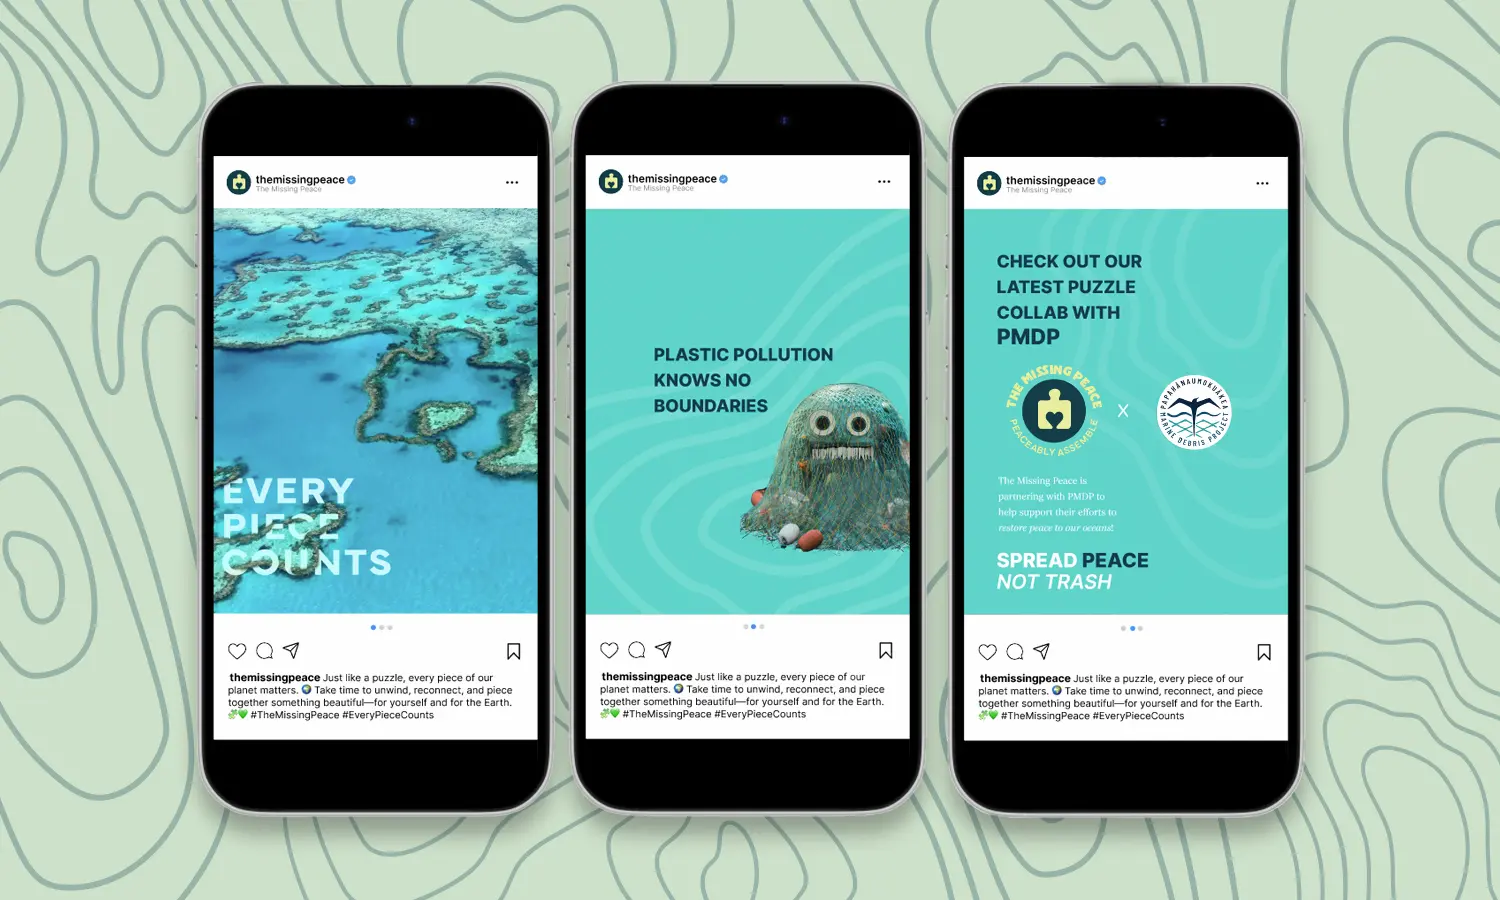 themissingpeace
The Missing Peace
EVERY
PIECE
COUNTS
themissingpeace Just like a puzzle, every piece of our
planet matters. 🌎 Take time to unwind, reconnect, and piece
together something beautiful—for yourself and for the Earth.
🌿💚 #TheMissingPeace #EveryPieceCounts
themissingpeace
The Missing Peace
PLASTIC POLLUTION
KNOWS NO
BOUNDARIES
themissingpeace Just like a puzzle, every piece of our
planet matters. 🌎 Take time to unwind, reconnect, and piece
together something beautiful—for yourself and for the Earth.
🌿💚 #TheMissingPeace #EveryPieceCounts
themissingpeace
The Missing Peace
CHECK OUT OUR
LATEST PUZZLE
COLLAB WITH
PMDP
THE MISSING PEACE
PEACEABLY ASSEMBLE
X
PAPAHĀNAUMOKUĀKEA
MARINE DEBRIS PROJECT
The Missing Peace is
partnering with PMDP to
help support their efforts to
restore peace to our oceans!
SPREAD PEACE
NOT TRASH
themissingpeace Just like a puzzle, every piece of our
planet matters. 🌎 Take time to unwind, reconnect, and piece
together something beautiful—for yourself and for the Earth.
🌿💚 #TheMissingPeace #EveryPieceCounts